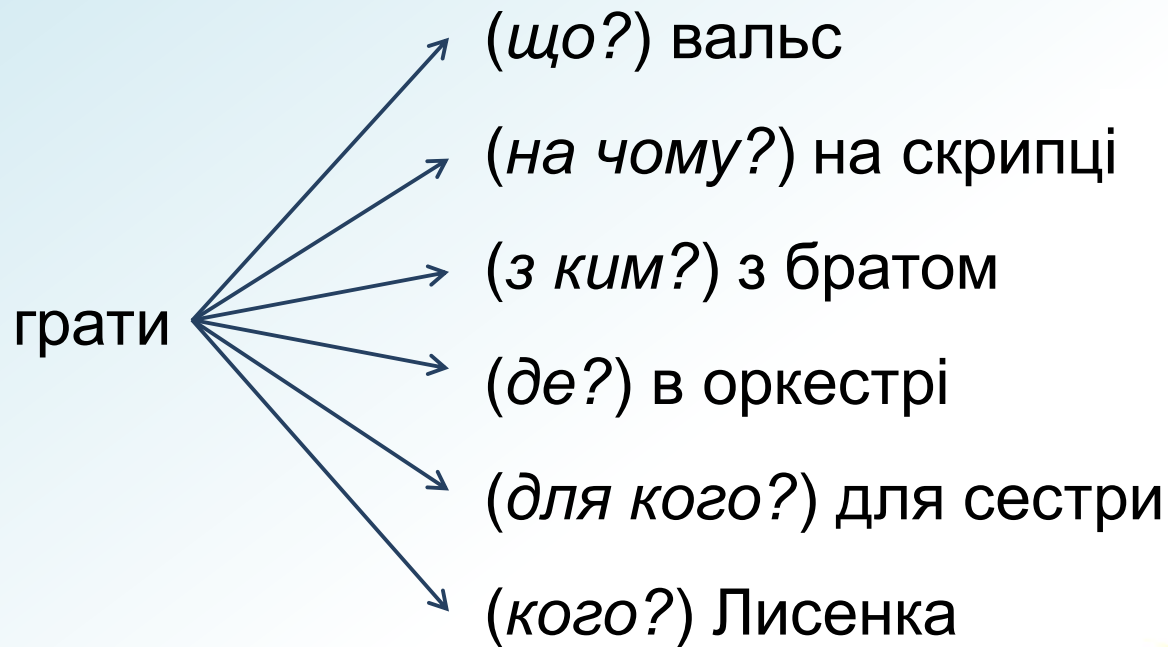 (що?) вальс
(на чому?) на скрипці
(з ким?) з братом
грати
(де?) в оркестрі
(для кого?) для сестри
(кого?) Лисенка